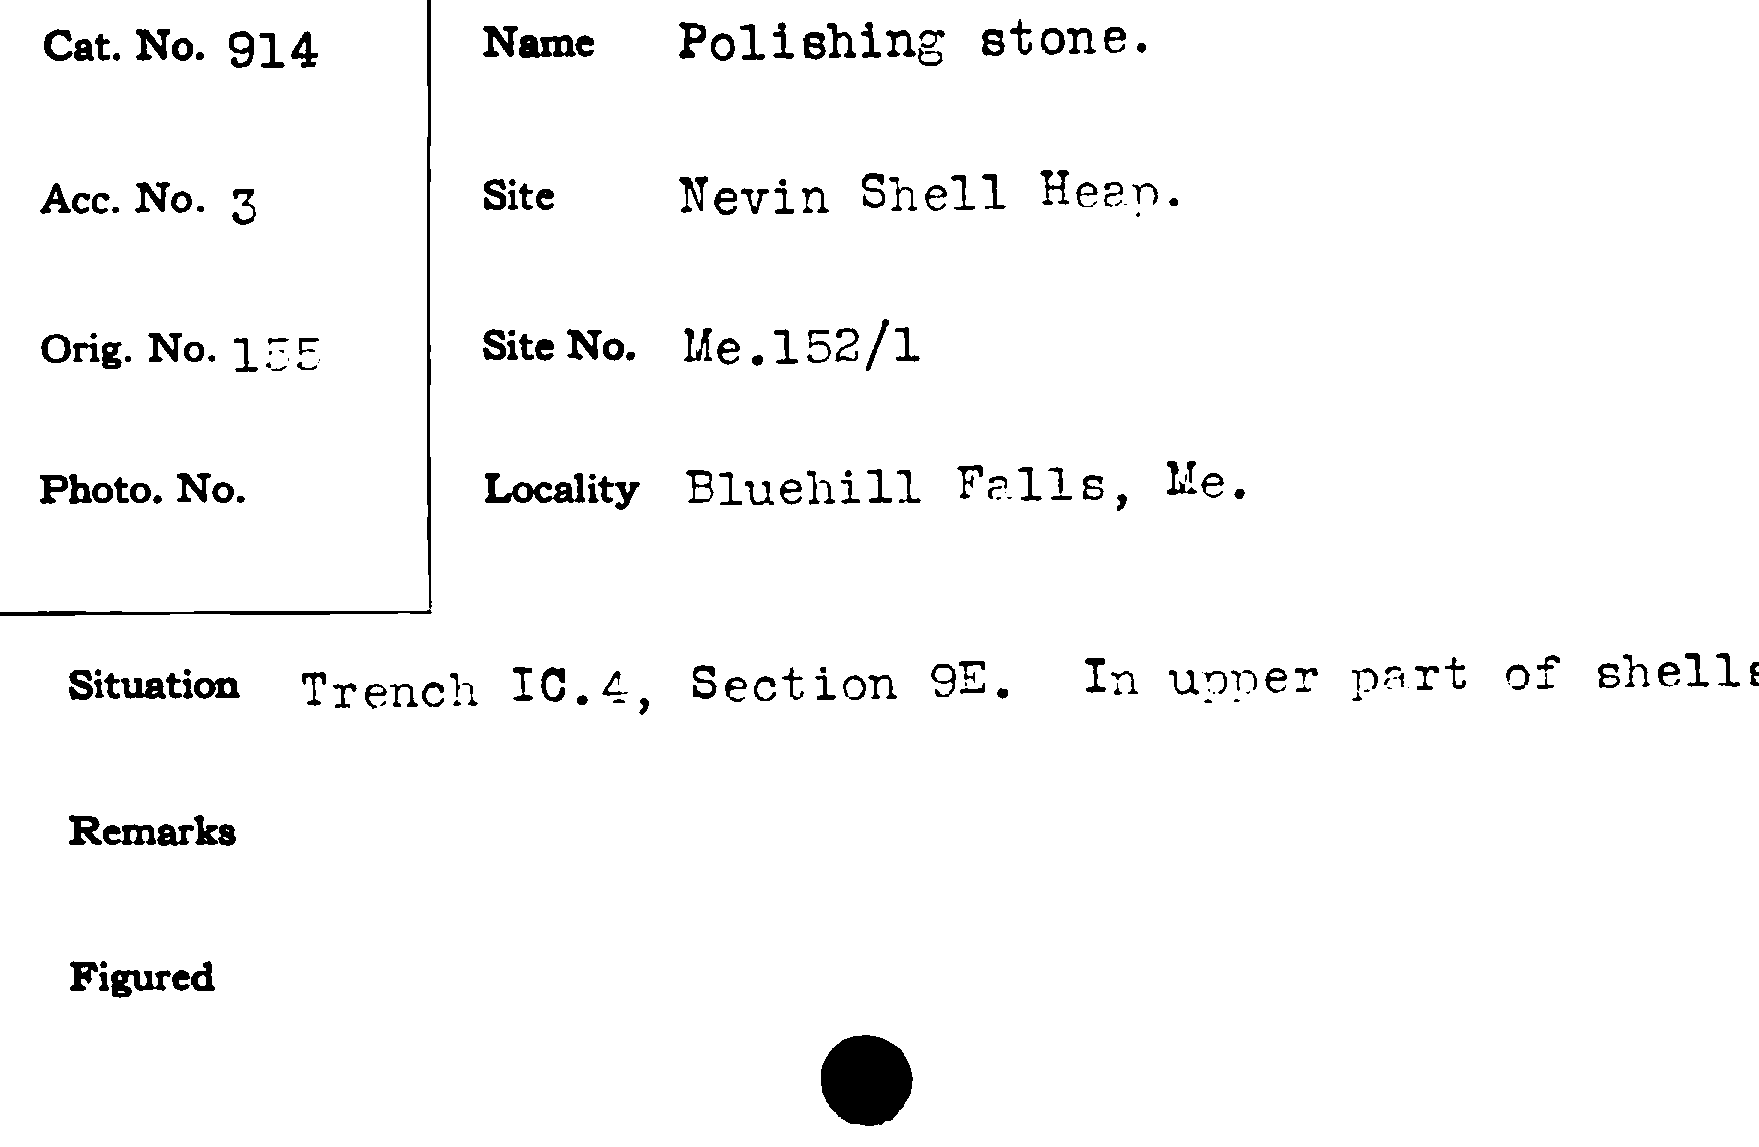 Cat. No. 914
Name Polishing stone.
Acc. No. 3
Site Nevin Shell Heap.
Orig. No. 155
Site No. Me.152/1
Photo. No.
Locality Bluehill Falls, Me.
Situation Trench IC.4, Section 9E. In upper part of shells
Remarks
Figured